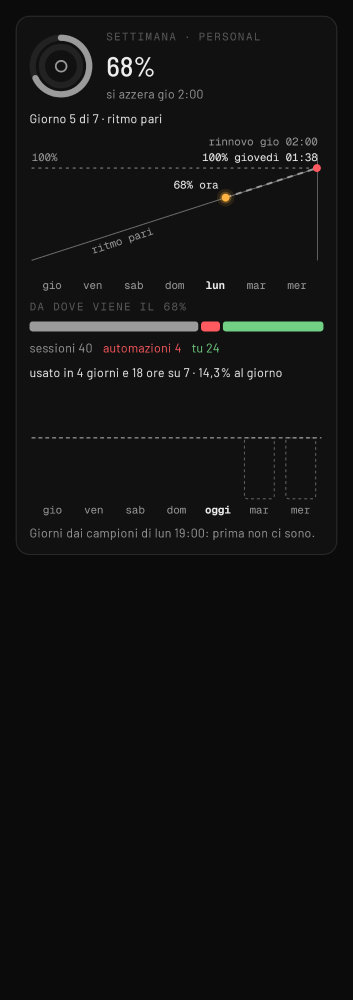 SETTIMANA · PERSONAL
68%
si azzera gio 2:00
Giorno 5 di 7 · ritmo pari
rinnovo gio 02:00
100% 100% giovedì 01:38
68% ora
ritmo pari
gio ven sab dom lun mar mer
DA DOVE VIENE IL 68%
sessioni 40 automazioni 4 tu 24
usato in 4 giorni e 18 ore su 7 · 14,3% al giorno
gio ven sab dom oggi mar mer
Giorni dai campioni di lun 19:00: prima non ci sono.